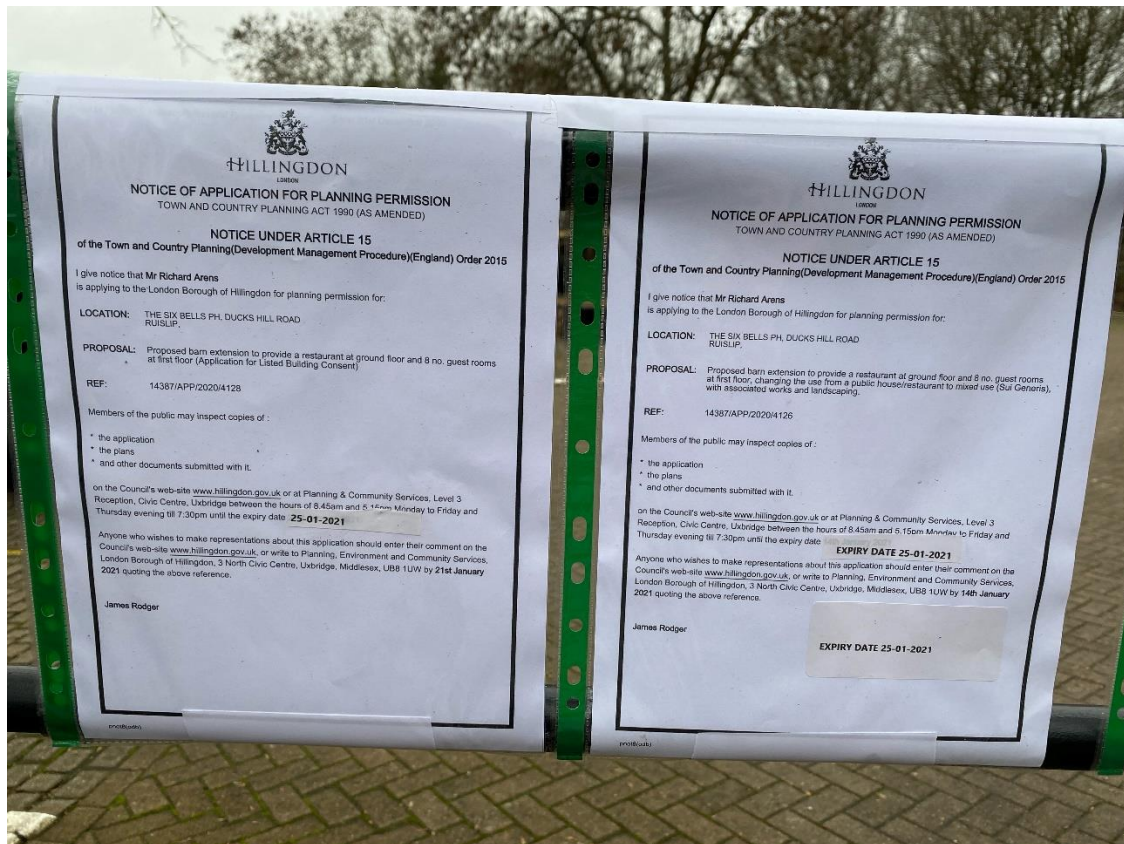 HILLINGDON
LONDON
NOTICE OF APPLICATION FOR PLANNING PERMISSION
TOWN AND COUNTRY PLANNING ACT 1990 (AS AMENDED)
NOTICE UNDER ARTICLE 15
of the Town and Country Planning(Development Management Procedure)(England) Order 2015
I give notice that Mr Richard Arens
is applying to the London Borough of Hillingdon for planning permission for:
LOCATION: THE SIX BELLS PH, DUCKS HILL ROAD
RUISLIP,
PROPOSAL: Proposed barn extension to provide a restaurant at ground floor and 8 no. guest rooms
at first floor (Application for Listed Building Consent)
REF: 14387/APP/2020/4128
Members of the public may inspect copies of :
* the application
* the plans
* and other documents submitted with it.
on the Council's web-site www.hillingdon.gov.uk or at Planning & Community Services, Level 3
Reception, Civic Centre, Uxbridge between the hours of 8.45am and 5.15pm Monday to Friday and
Thursday evening till 7:30pm until the expiry date 25-01-2021
Anyone who wishes to make representations about this application should enter their comment on the
Council's web-site www.hillingdon.gov.uk, or write to Planning, Environment and Community Services,
London Borough of Hillingdon, 3 North Civic Centre, Uxbridge, Middlesex, UB8 1UW by 21st January
2021 quoting the above reference.
James Rodger
HILLINGDON
LONDON
NOTICE OF APPLICATION FOR PLANNING PERMISSION
TOWN AND COUNTRY PLANNING ACT 1990 (AS AMENDED)
NOTICE UNDER ARTICLE 15
of the Town and Country Planning(Development Management Procedure)(England) Order 2015
I give notice that Mr Richard Arens
is applying to the London Borough of Hillingdon for planning permission for:
LOCATION: THE SIX BELLS PH, DUCKS HILL ROAD
RUISLIP,
PROPOSAL: Proposed barn extension to provide a restaurant at ground floor and 8 no. guest rooms
at first floor, changing the use from a public house/restaurant to mixed use (Sui Generis),
with associated works and landscaping.
REF: 14387/APP/2020/4126
Members of the public may inspect copies of :
* the application
* the plans
* and other documents submitted with it.
on the Council's web-site www.hillingdon.gov.uk or at Planning & Community Services, Level 3
Reception, Civic Centre, Uxbridge between the hours of 8.45am and 5.15pm Monday to Friday and
Thursday evening till 7:30pm until the expiry date
EXPIRY DATE 25-01-2021
Anyone who wishes to make representations about this application should enter their comment on the
Council's web-site www.hillingdon.gov.uk, or write to Planning, Environment and Community Services,
London Borough of Hillingdon, 3 North Civic Centre, Uxbridge, Middlesex, UB8 1UW by 14th January
2021 quoting the above reference.
James Rodger
EXPIRY DATE 25-01-2021